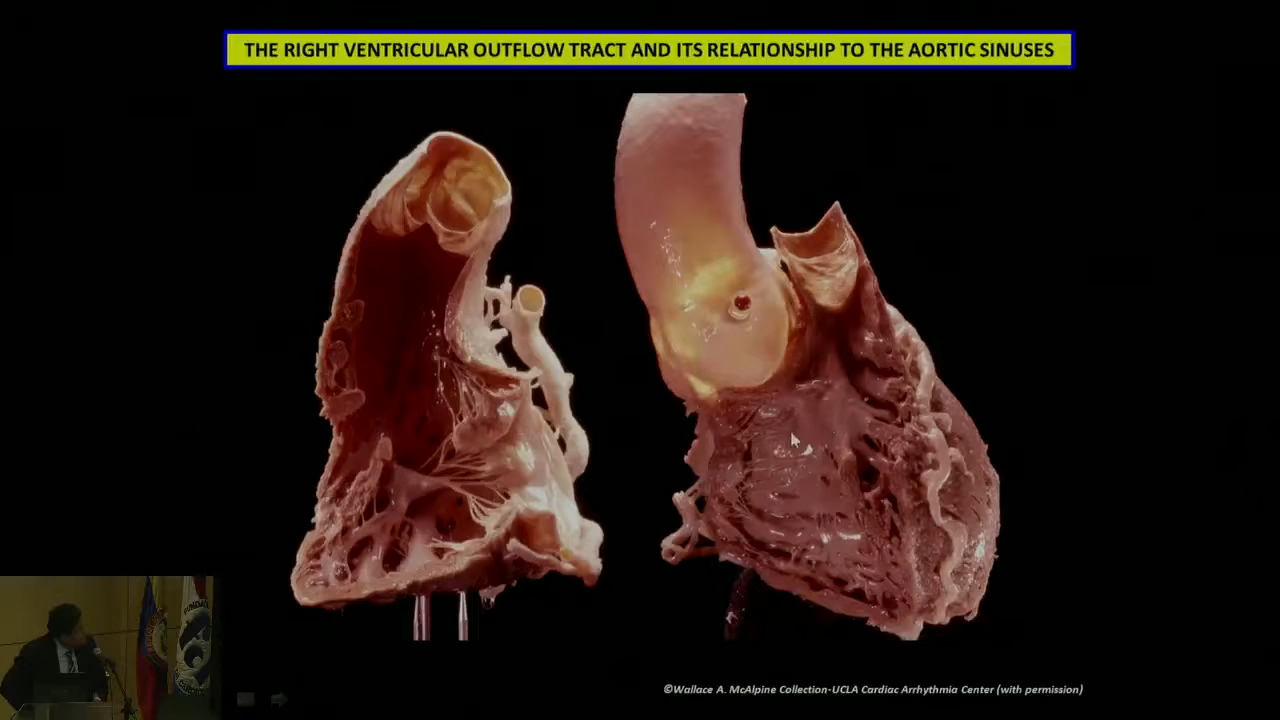 THE RIGHT VENTRICULAR OUTFLOW TRACT AND ITS RELATIONSHIP TO THE AORTIC SINUSES
©Wallace A. McAlpine Collection-UCLA Cardiac Arrhythmia Center (with permission)